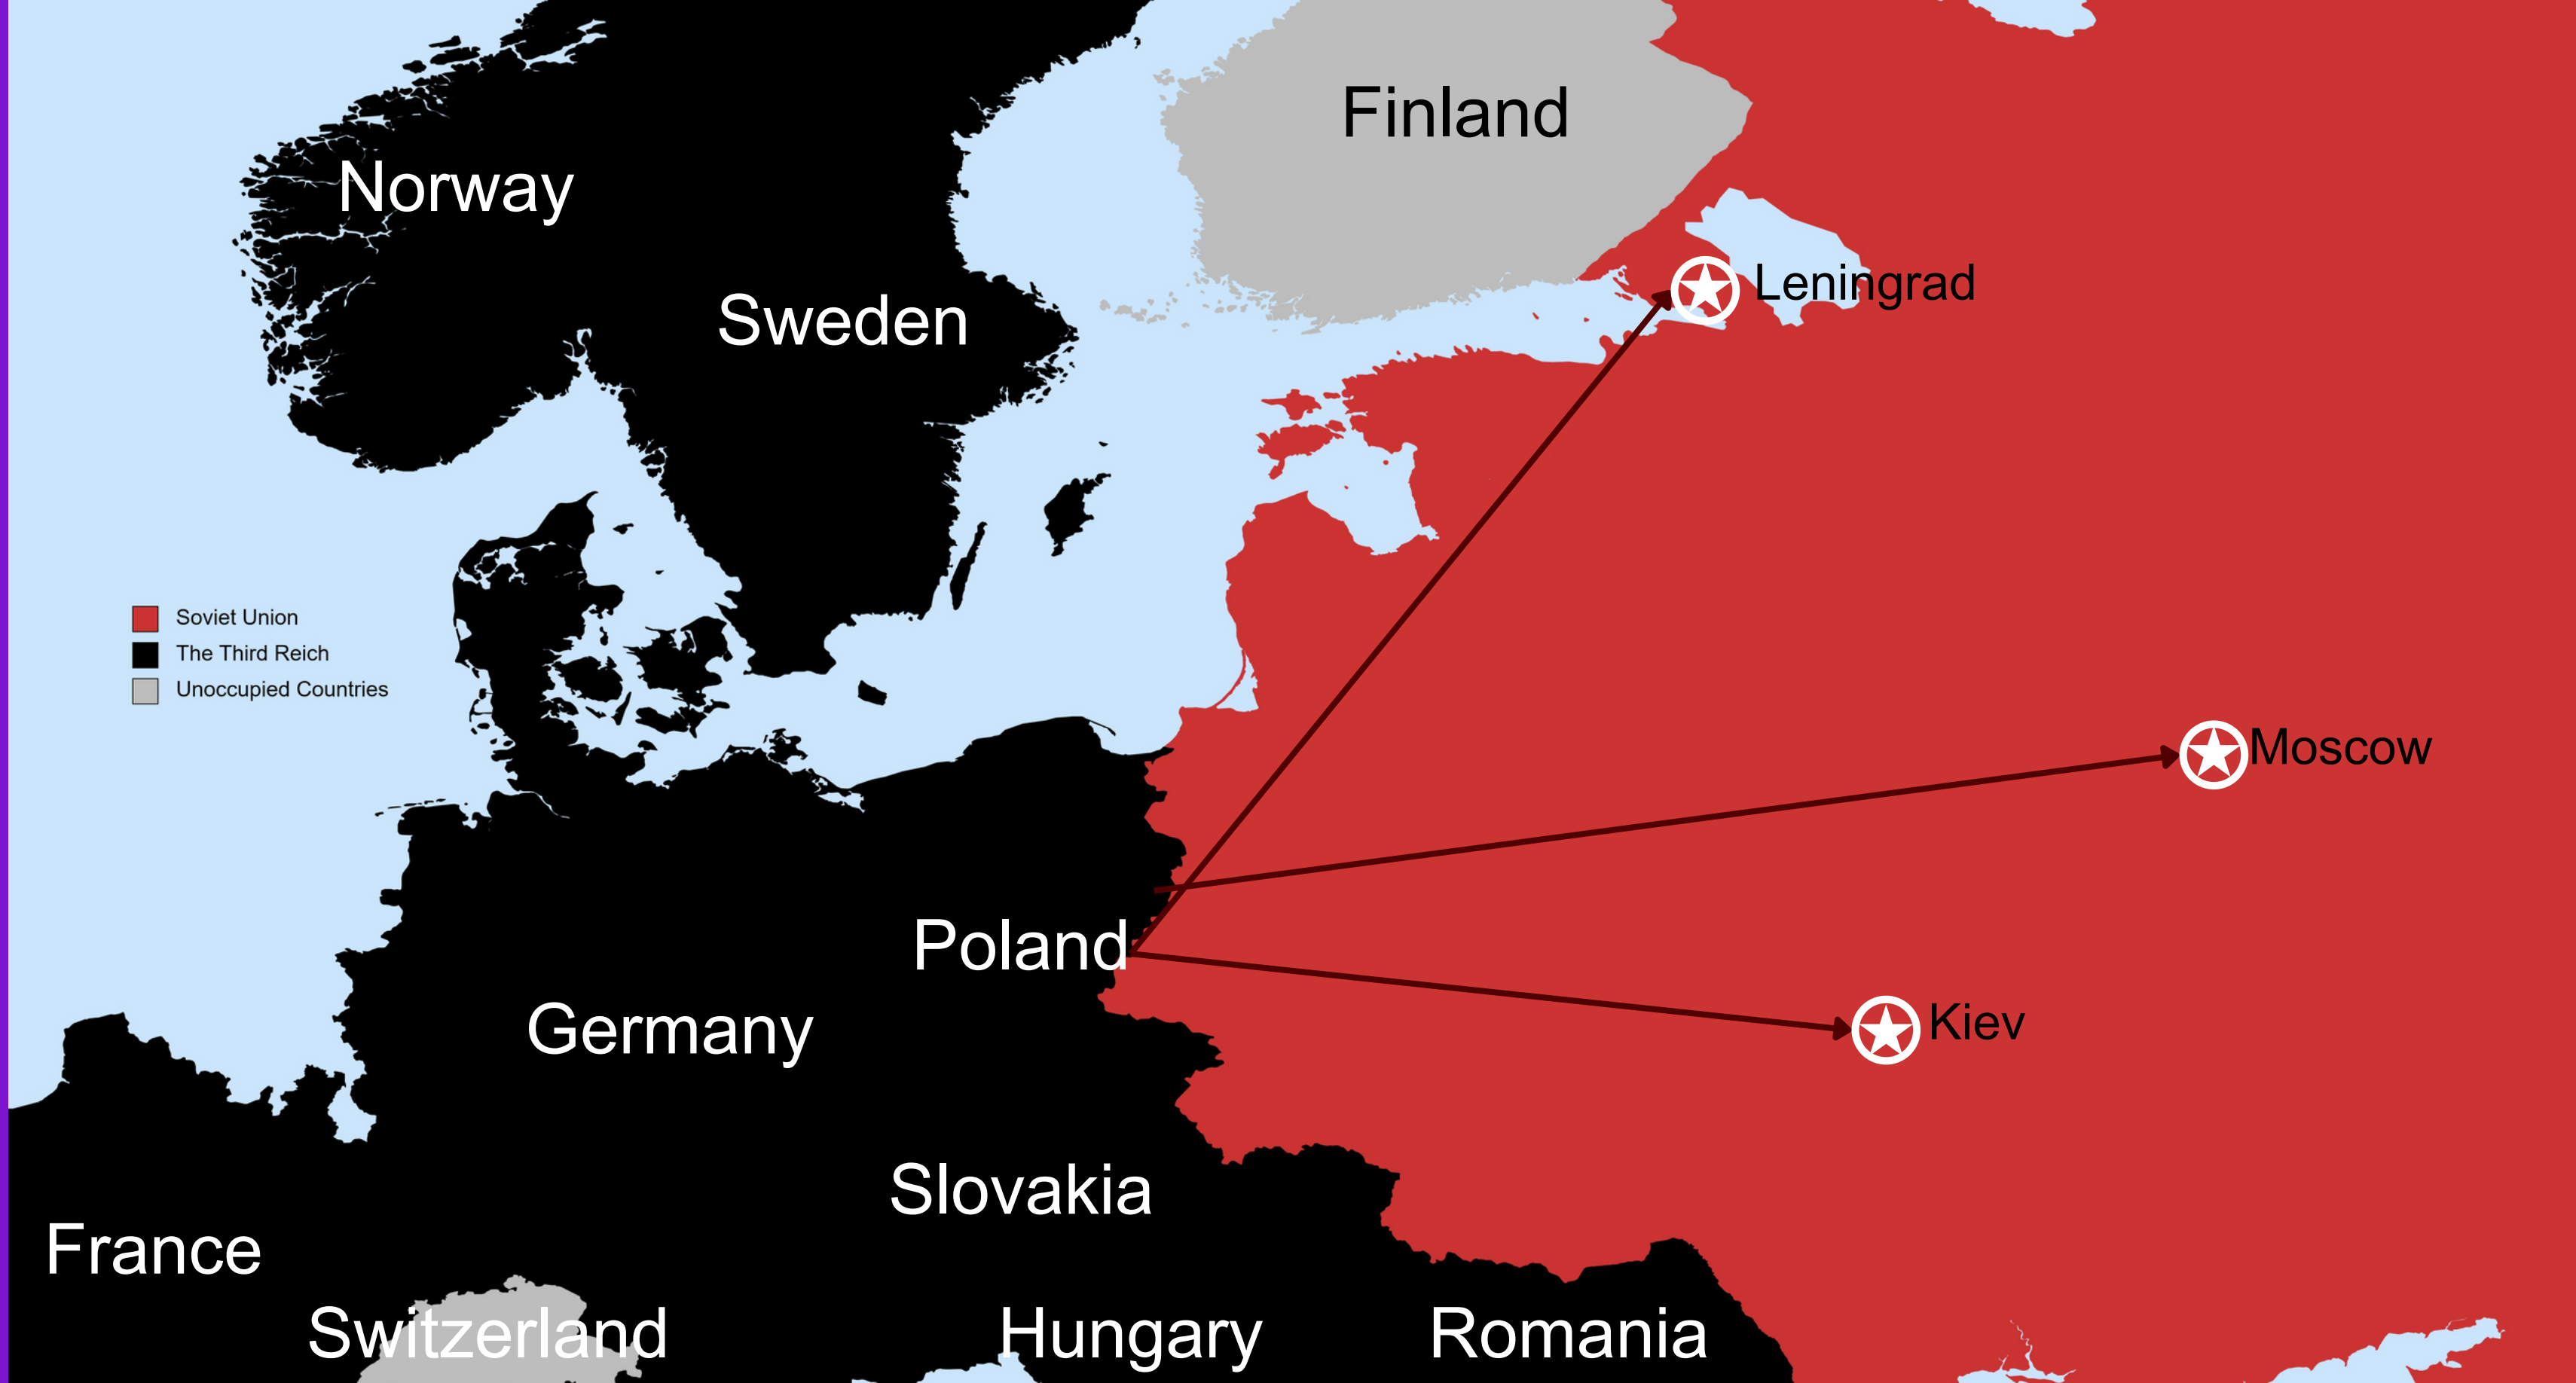 Finland
Norway
Leningrad
Sweden
Soviet Union
The Third Reich
Unoccupied Countries
Moscow
Poland
Germany
Kiev
Slovakia
France
Switzerland
Hungary
Romania